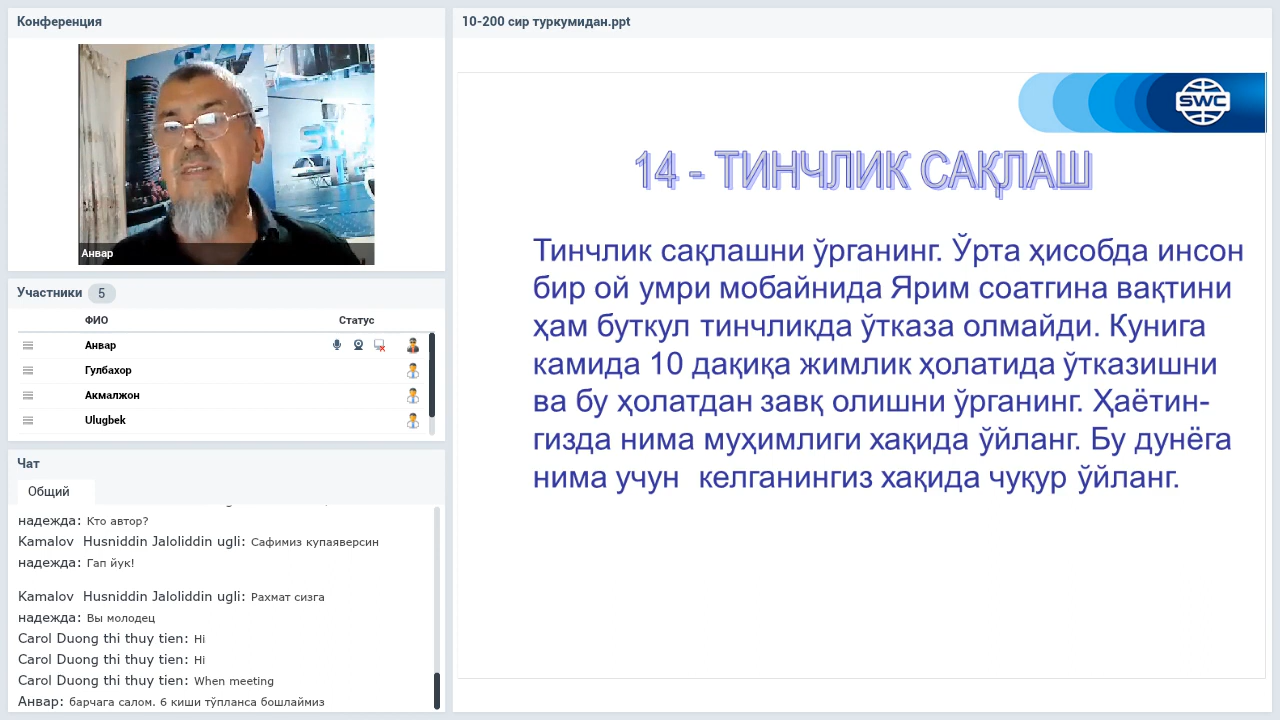 Конференция
Анвар
Участники 5
ФИО Статус
Анвар
Гулбахор
Акмалжон
Ulugbek
Чат
Общий
надежда: Кто автор?
Kamalov Husniddin Jaloliddin ugli: Сафимиз купаяверсин
надежда: Гап йук!
Kamalov Husniddin Jaloliddin ugli: Рахмат сизга
надежда: Вы молодец
Carol Duong thi thuy tien: Hi
Carol Duong thi thuy tien: Hi
Carol Duong thi thuy tien: When meeting
Анвар: барчага салом. 6 киши тўпланса бошлаймиз
10-200 сир туркумидан.ppt
SWC
14 - ТИНЧЛИК САҚЛАШ
Тинчлик сақлашни ўрганинг. Ўрта ҳисобда инсон
бир ой умри мобайнида Ярим соатгина вақтини
ҳам буткул тинчликда ўтказа олмайди. Кунига
камида 10 дақиқа жимлик ҳолатида ўтказишни
ва бу ҳолатдан завқ олишни ўрганинг. Ҳаётин-
гизда нима муҳимлиги хақида ўйланг. Бу дунёга
нима учун келганингиз хақида чуқур ўйланг.